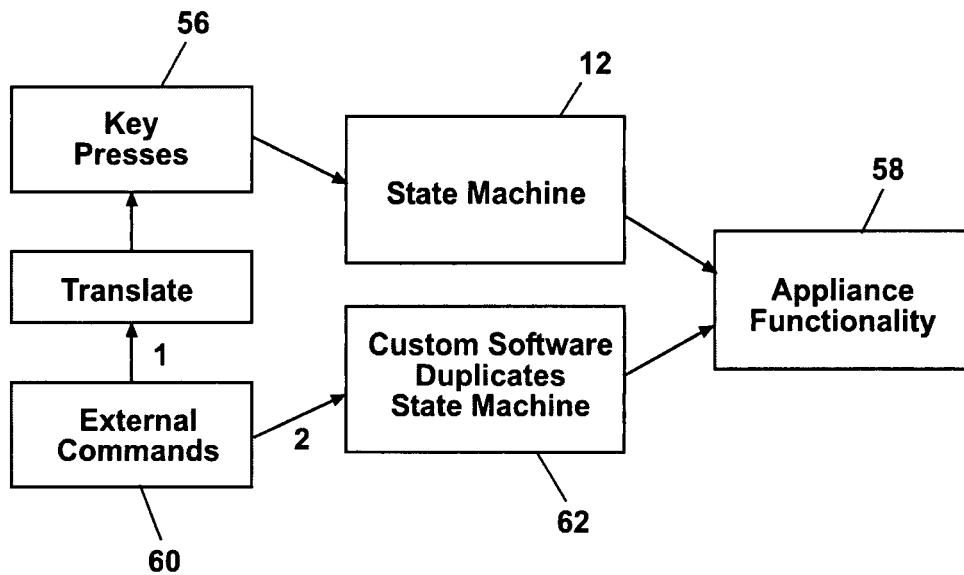 56
12
Key
Presses
State Machine
58
Translate
Appliance
Functionality
1
Custom Software
Duplicates
State Machine
External
Commands
2
62
60